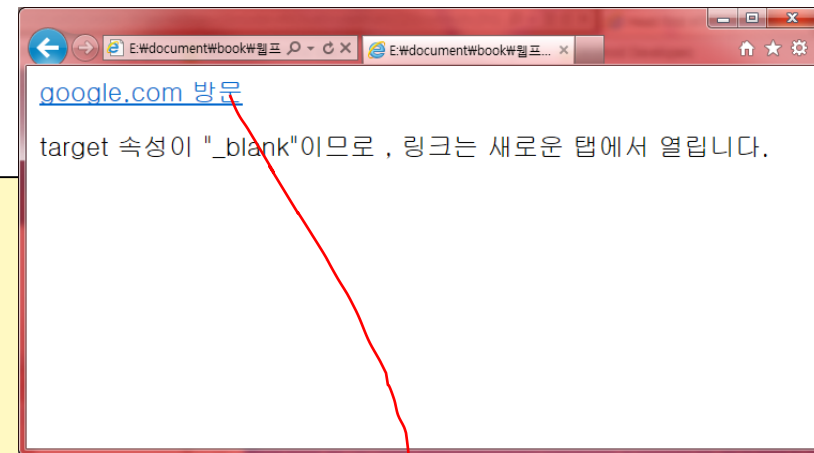 E:₩document₩book₩웹프
E:₩document₩book₩웹프...
google.com 방문
target 속성이 "_blank"이므로 , 링크는 새로운 탭에서 열립니다.